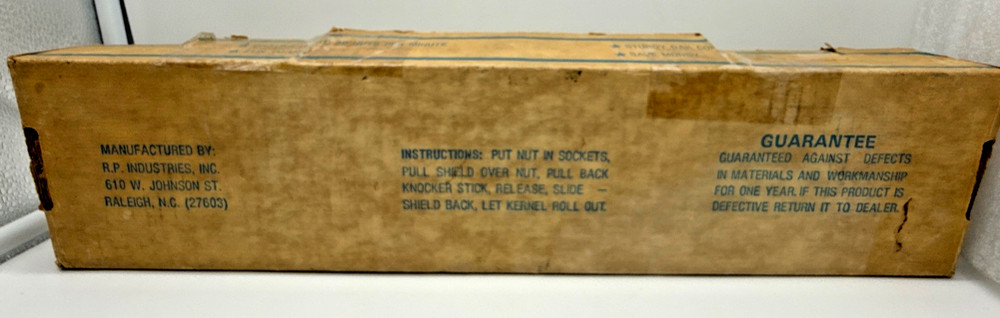 MANUFACTURED BY:
R.P. INDUSTRIES, INC.
610 W. JOHNSON ST.
RALEIGH, N.C. (27603)
INSTRUCTIONS: PUT NUT IN SOCKETS,
PULL SHIELD OVER NUT, PULL BACK
KNOCKER STICK, RELEASE, SLIDE –
SHIELD BACK, LET KERNEL ROLL OUT.
GUARANTEE
GUARANTEED AGAINST DEFECTS
IN MATERIALS AND WORKMANSHIP
FOR ONE YEAR. IF THIS PRODUCT IS
DEFECTIVE RETURN IT TO DEALER.